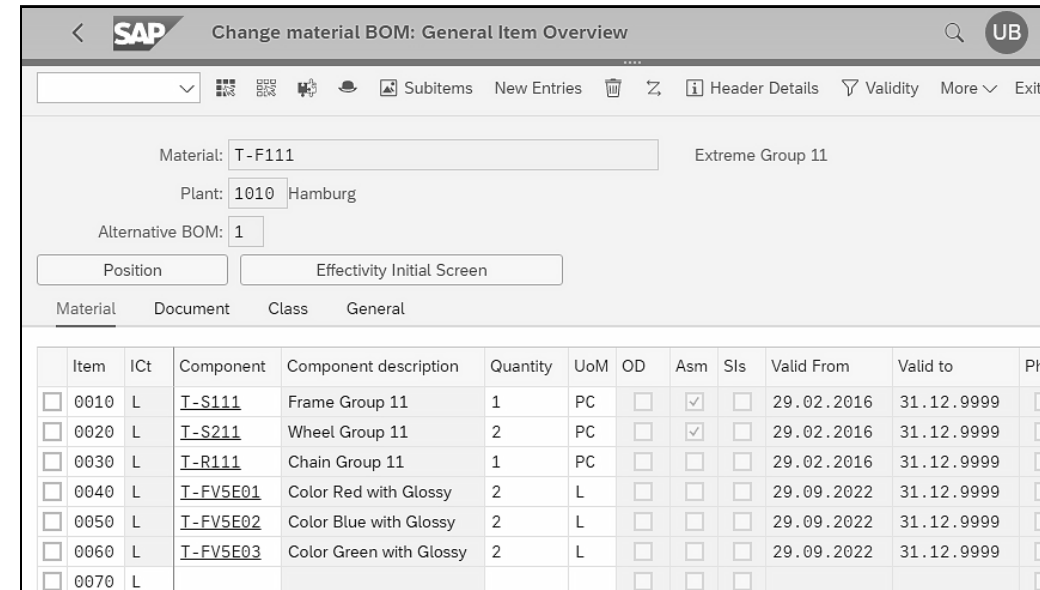 SAP Change material BOM: General Item Overview UB
Subitems New Entries Header Details Validity More Exit
Material: T-F111 Extreme Group 11
Plant: 1010 Hamburg
Alternative BOM: 1
Position Effectivity Initial Screen
Material Document Class General
Item ICt Component Component description Quantity UoM OD Asm SIs Valid From Valid to
0010 L T-S111 Frame Group 11 1 PC 29.02.2016 31.12.9999
0020 L T-S211 Wheel Group 11 2 PC 29.02.2016 31.12.9999
0030 L T-R111 Chain Group 11 1 PC 29.02.2016 31.12.9999
0040 L T-FV5E01 Color Red with Glossy 2 L 29.09.2022 31.12.9999
0050 L T-FV5E02 Color Blue with Glossy 2 L 29.09.2022 31.12.9999
0060 L T-FV5E03 Color Green with Glossy 2 L 29.09.2022 31.12.9999
0070 L